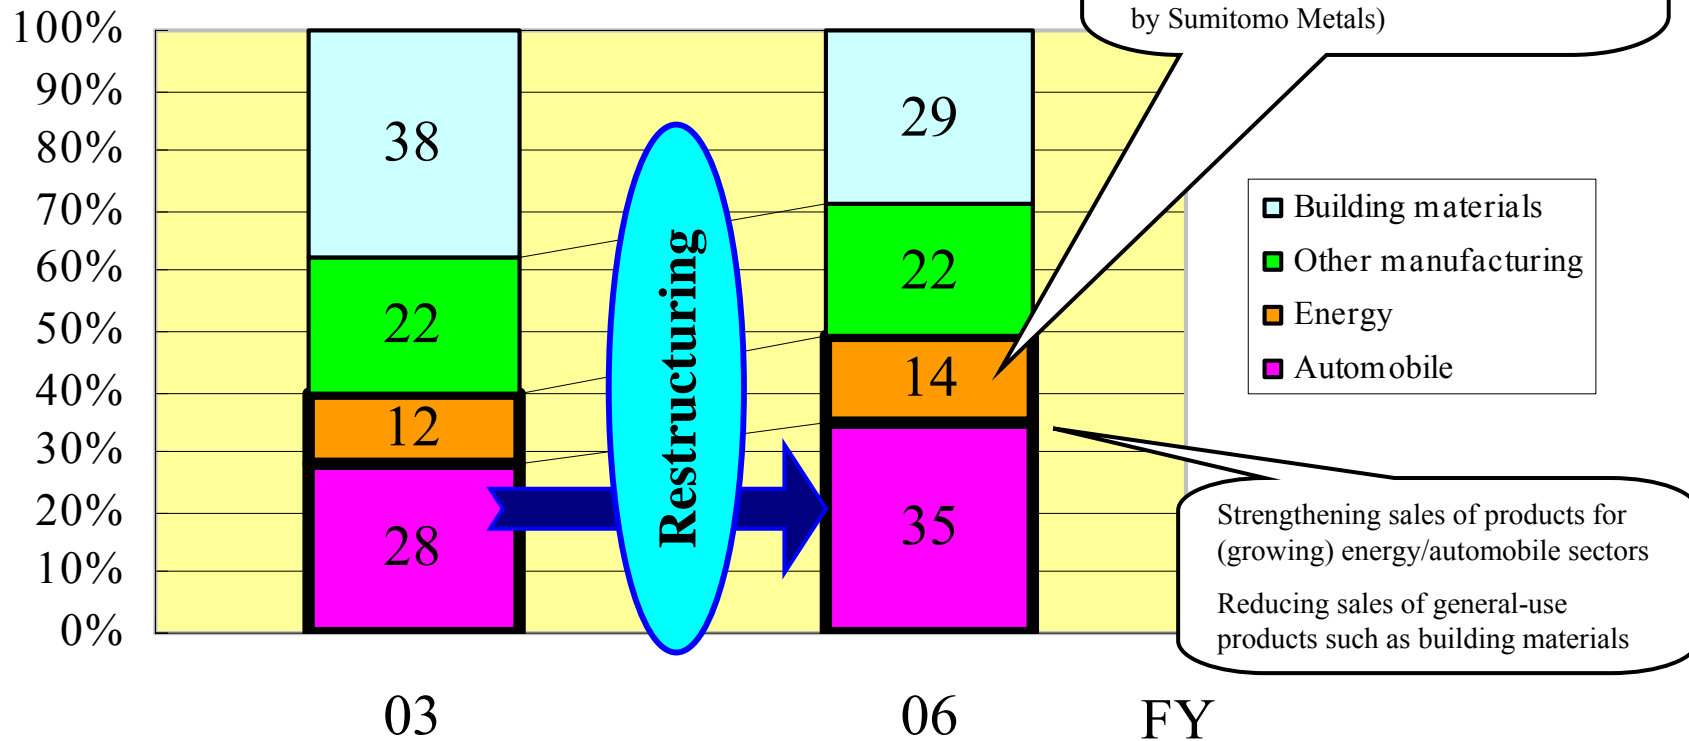 by Sumitomo Metals)
100%
90%
80%
70%
60%
50%
40%
30%
20%
10%
0%
38
22
12
28
Restructuring
29
22
14
35
Building materials
Other manufacturing
Energy
Automobile
Strengthening sales of products for
(growing) energy/automobile sectors
Reducing sales of general-use
products such as building materials
03
06
FY